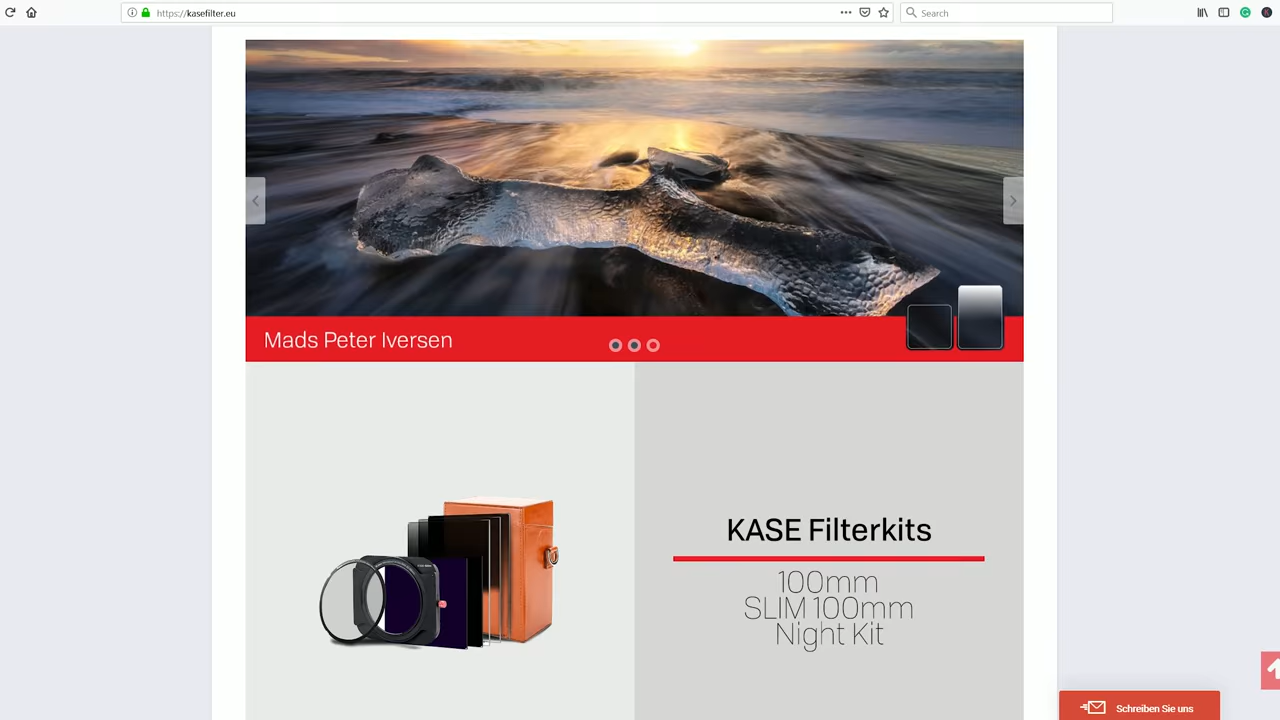 https://kasefilter.eu
Search
Mads Peter Iversen
KASE Filterkits
100mm
SLIM 100mm
Night Kit
Schreiben Sie uns